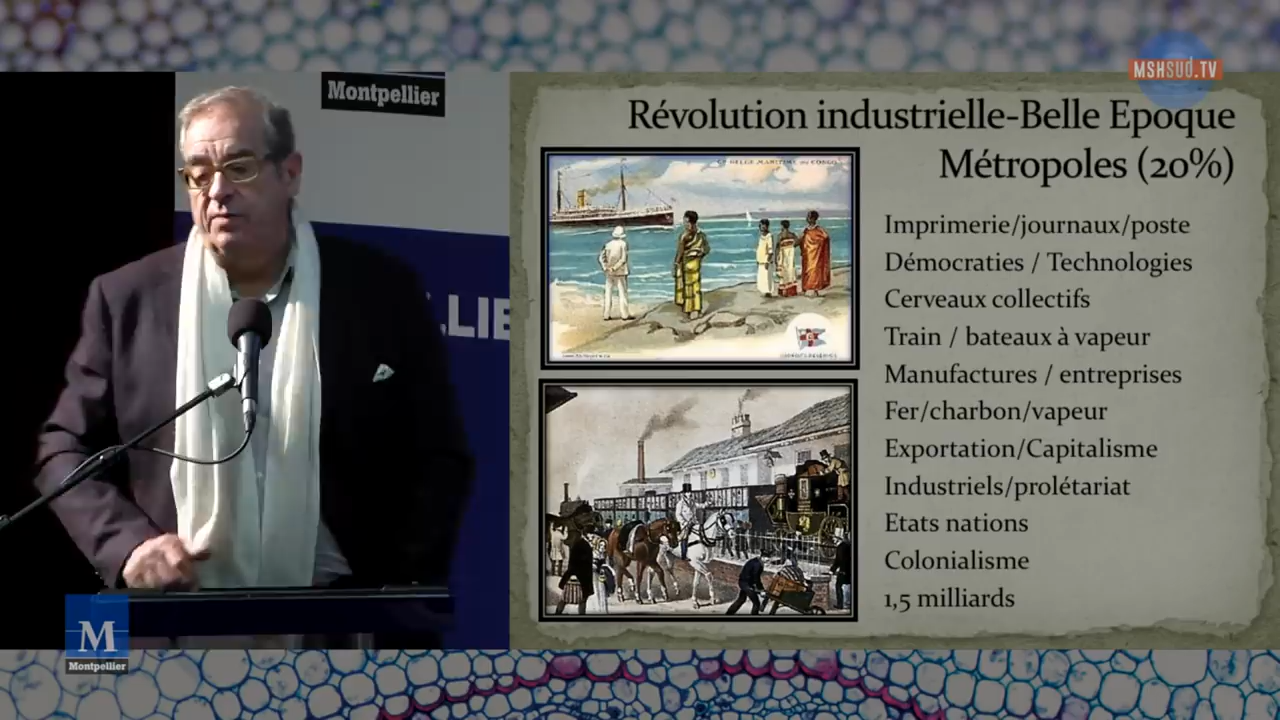 MSHSUD.TV
Montpellier
LLIE
Révolution industrielle-Belle Epoque
Métropoles (20%)
Imprimerie/journaux/poste
Démocraties / Technologies
Cerveaux collectifs
Train / bateaux à vapeur
Manufactures / entreprises
Fer/charbon/vapeur
Exportation/Capitalisme
Industriels/prolétariat
Etats nations
Colonialisme
1,5 milliards
M
Montpellier